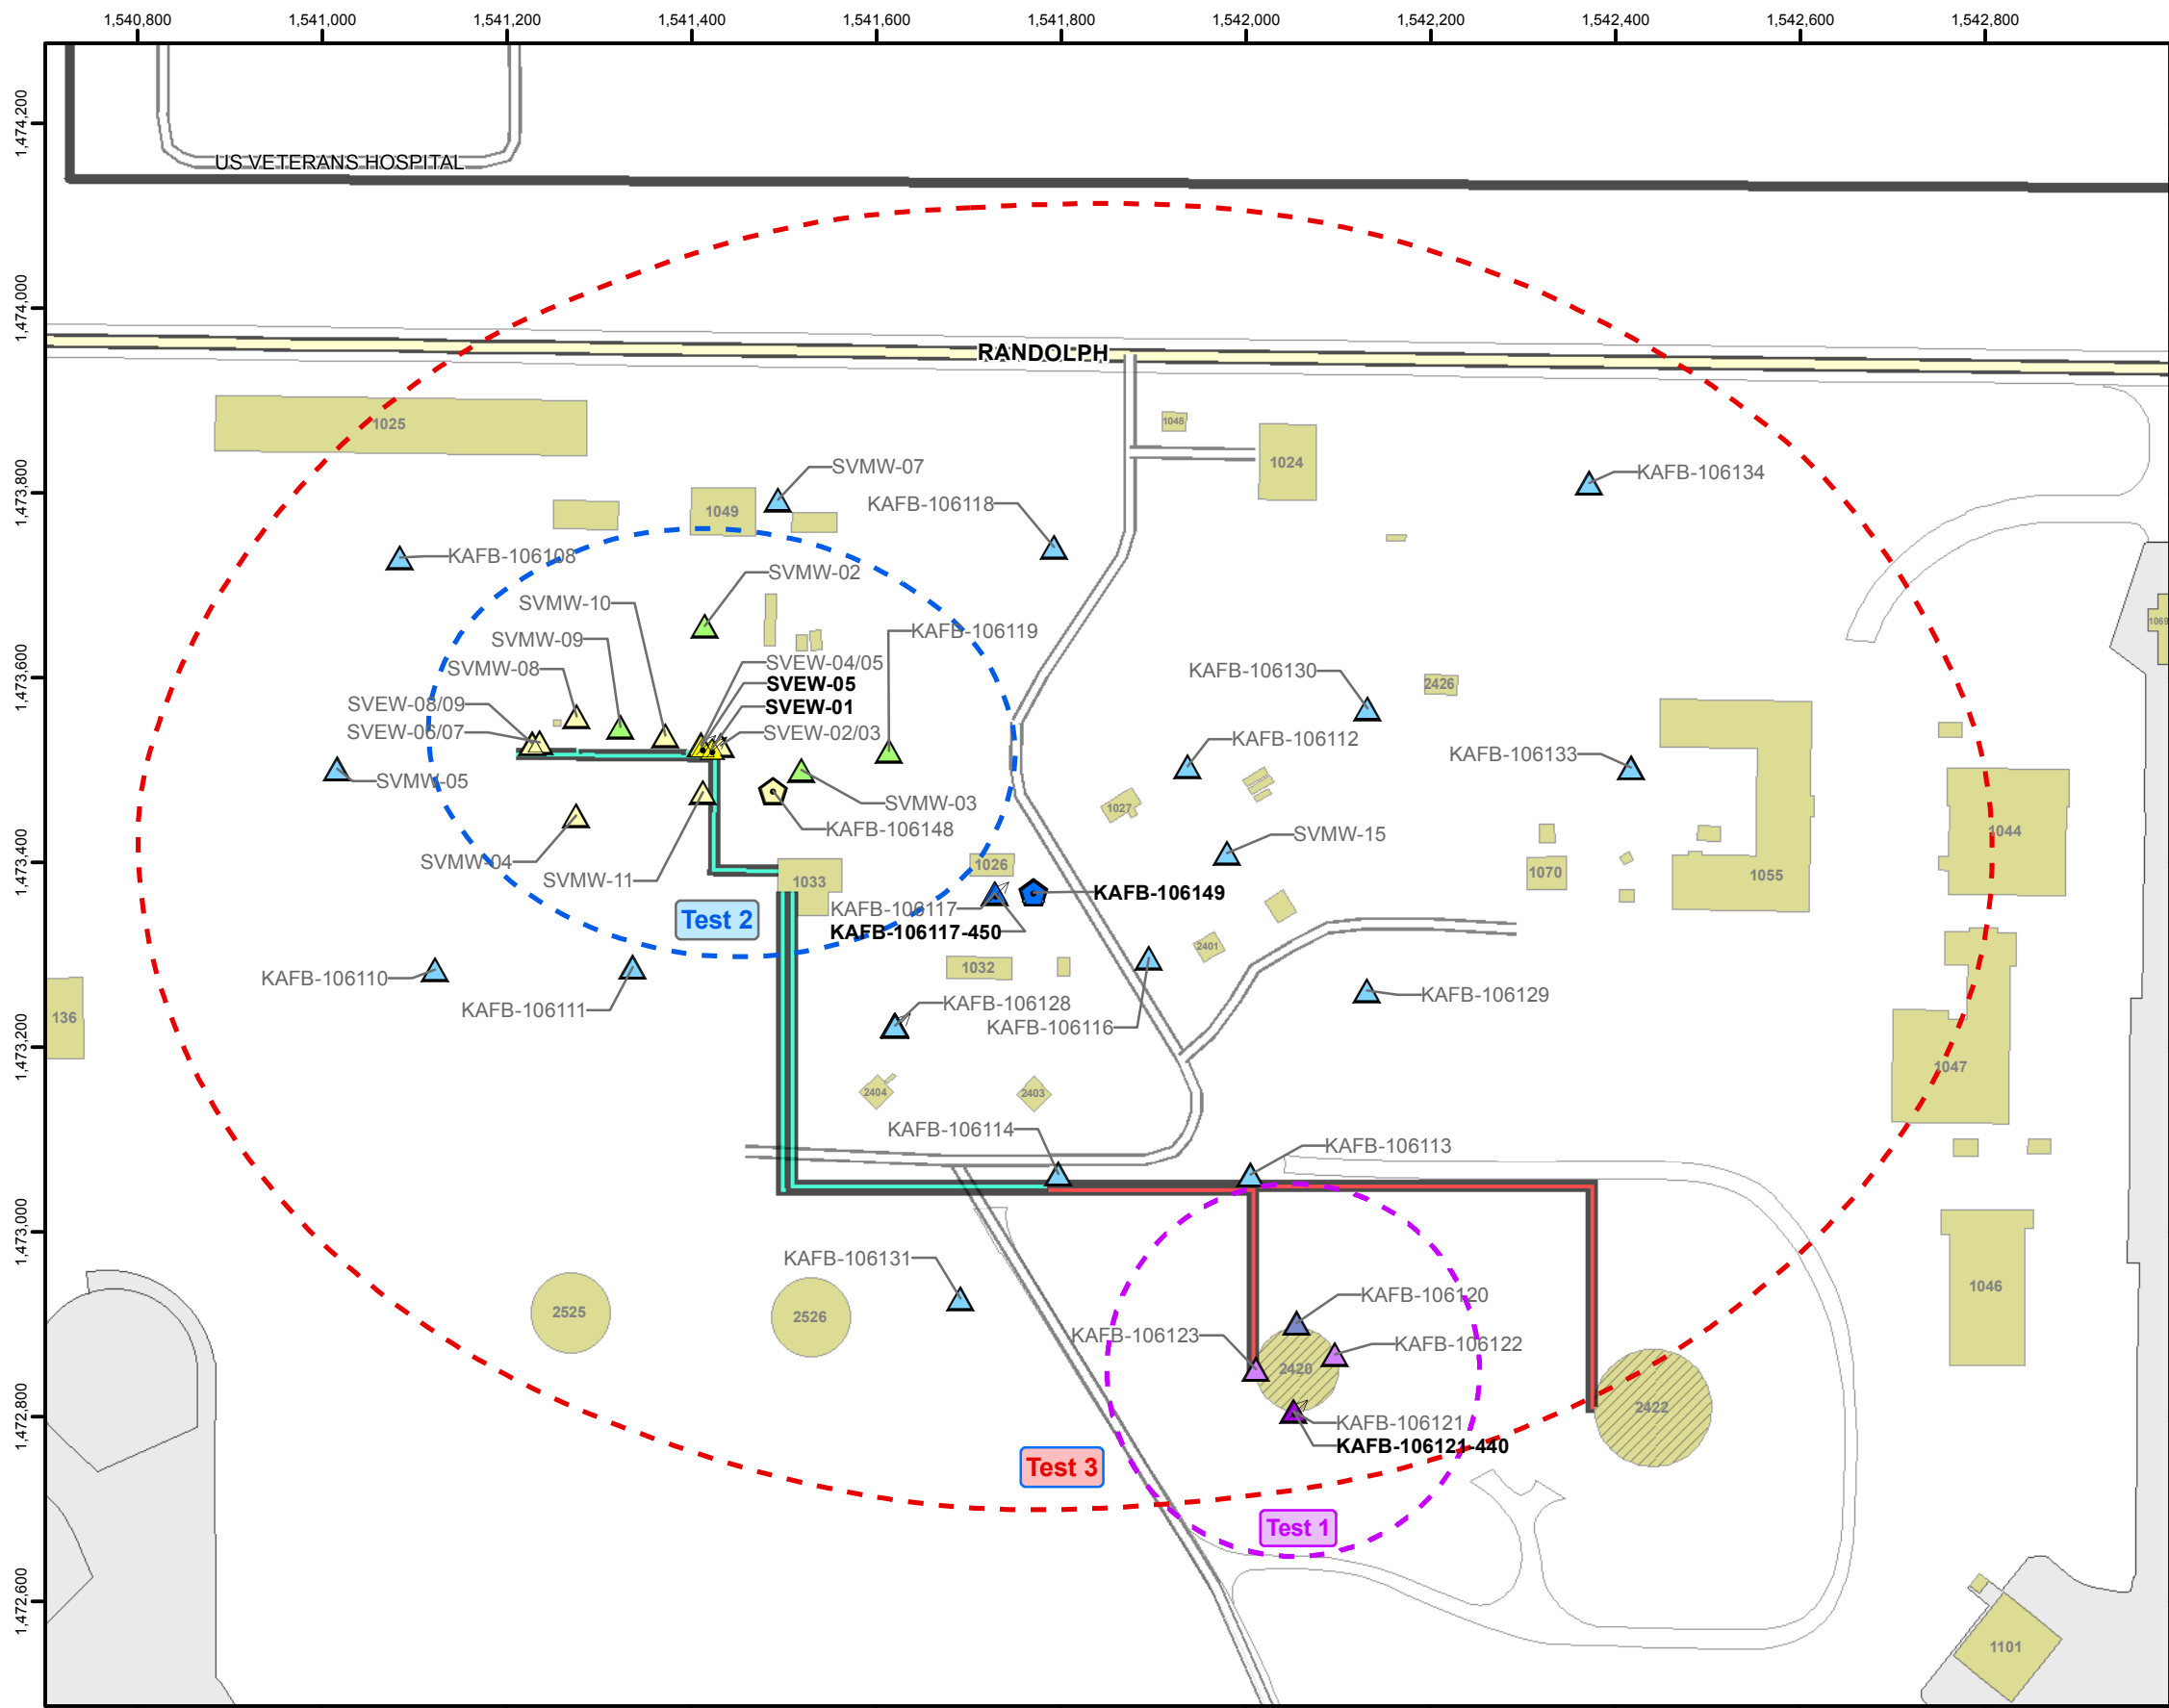 1,540,800
1,541,000
1,541,200
1,541,400
1,541,600
1,541,800
1,542,000
1,542,200
1,542,400
1,542,600
1,542,800
1,474,200
US VETERANS HOSPITAL
1,474,000
RANDOLPH
1048
1025
1024
1,473,800
SVMW-07
KAFB-106134
KAFB-106118
1049
KAFB-106108
SVMW-02
SVMW-10
1069
KAFB-106119
SVMW-09
SVEW-04/05
1,473,600
SVMW-08
KAFB-106130
SVEW-05
2426
SVEW-08/09
SVEW-01
SVEW-06/07
SVEW-02/03
KAFB-106112
KAFB-106133
SVMW-05
SVMW-03
1027
KAFB-106148
SVMW-15
1044
1,473,400
SVMW-04
1026
SVMW-11
1033
1070
1055
KAFB-106149
KAFB-106117
Test 2
KAFB-106117-450
2401
1032
KAFB-106110
KAFB-106129
KAFB-106128
KAFB-106111
136
KAFB-106116
1,473,200
1047
2404
2403
KAFB-106114
KAFB-106113
1,473,000
KAFB-106131
1046
KAFB-106120
2525
2526
KAFB-106123
KAFB-106122
2420
1,472,800
2422
KAFB-106121
KAFB-106121-440
Test 3
Test 1
1,472,600
1101